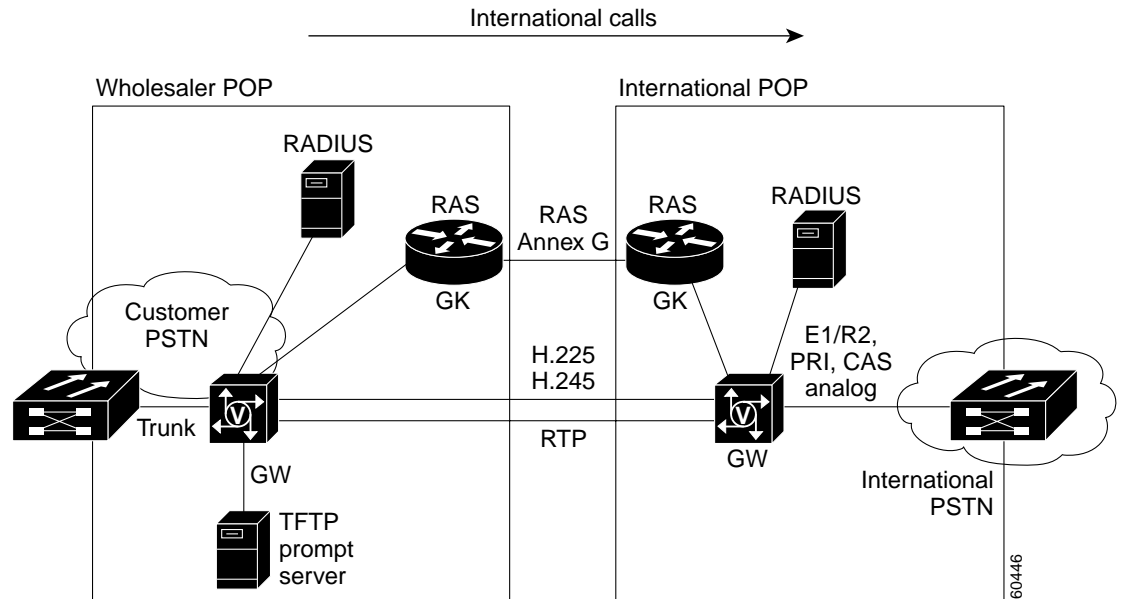 International calls
Wholesaler POP
International POP
RADIUS
RAS
RAS
Annex G
RAS
RADIUS
GK
GK
Customer
PSTN
H.225
H.245
E1/R2,
PRI, CAS
analog
V
V
Trunk
RTP
GW
GW
International
PSTN
TFTP
prompt
server
60446